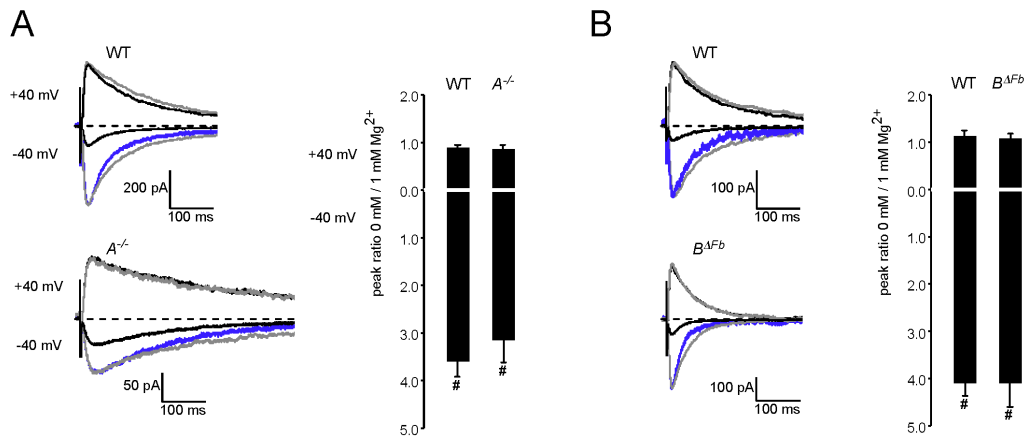 A
WT
+40 mV
-40 mV
200 pA
100 ms
A-/-
+40 mV
-40 mV
50 pA
100 ms
WT A-/-
peak ratio 0 mM / 1 mM Mg2+
+40 mV
-40 mV
2.0
1.0
0.0
1.0
2.0
3.0
4.0
5.0
#
#
B
WT
100 pA
100 ms
BΔFb
100 pA
100 ms
WT BΔFb
peak ratio 0 mM / 1 mM Mg2+
2.0
1.0
0.0
1.0
2.0
3.0
4.0
5.0
#
#